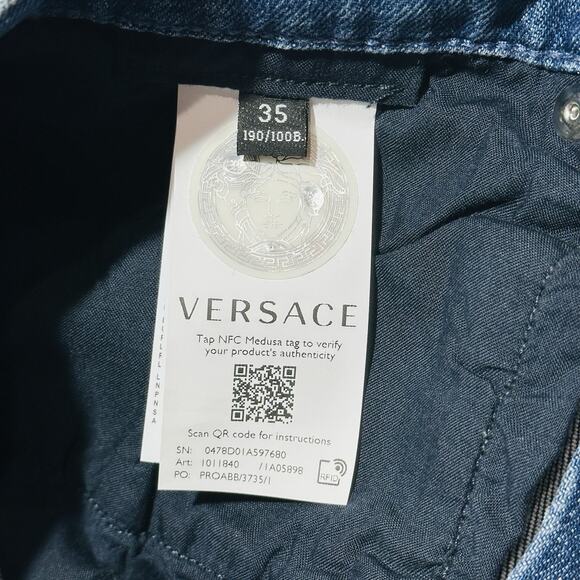 35
190/100B
VERSACE
Tap NFC Medusa tag to verify
your product's authenticity
Scan QR code for instructions
SN: 0478D01A597680
Art: 1011840 /1A05898
PO: PROABB/3735/1
RFID